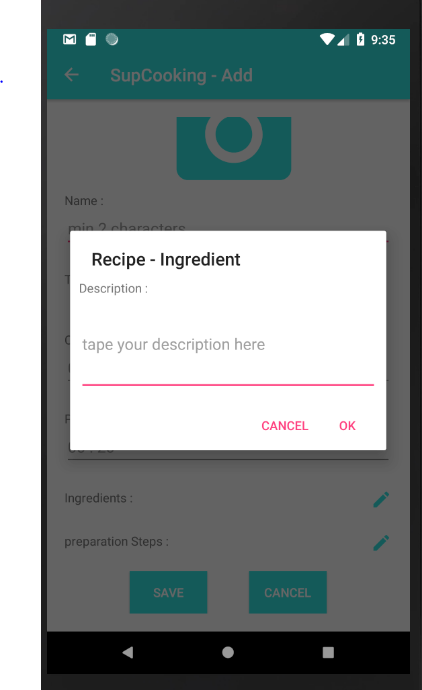 9:35
SupCooking - Add
Name :
min 2 characters
Recipe - Ingredient
Description :
tape your description here
CANCEL OK
Ingredients :
preparation Steps :
SAVE CANCEL